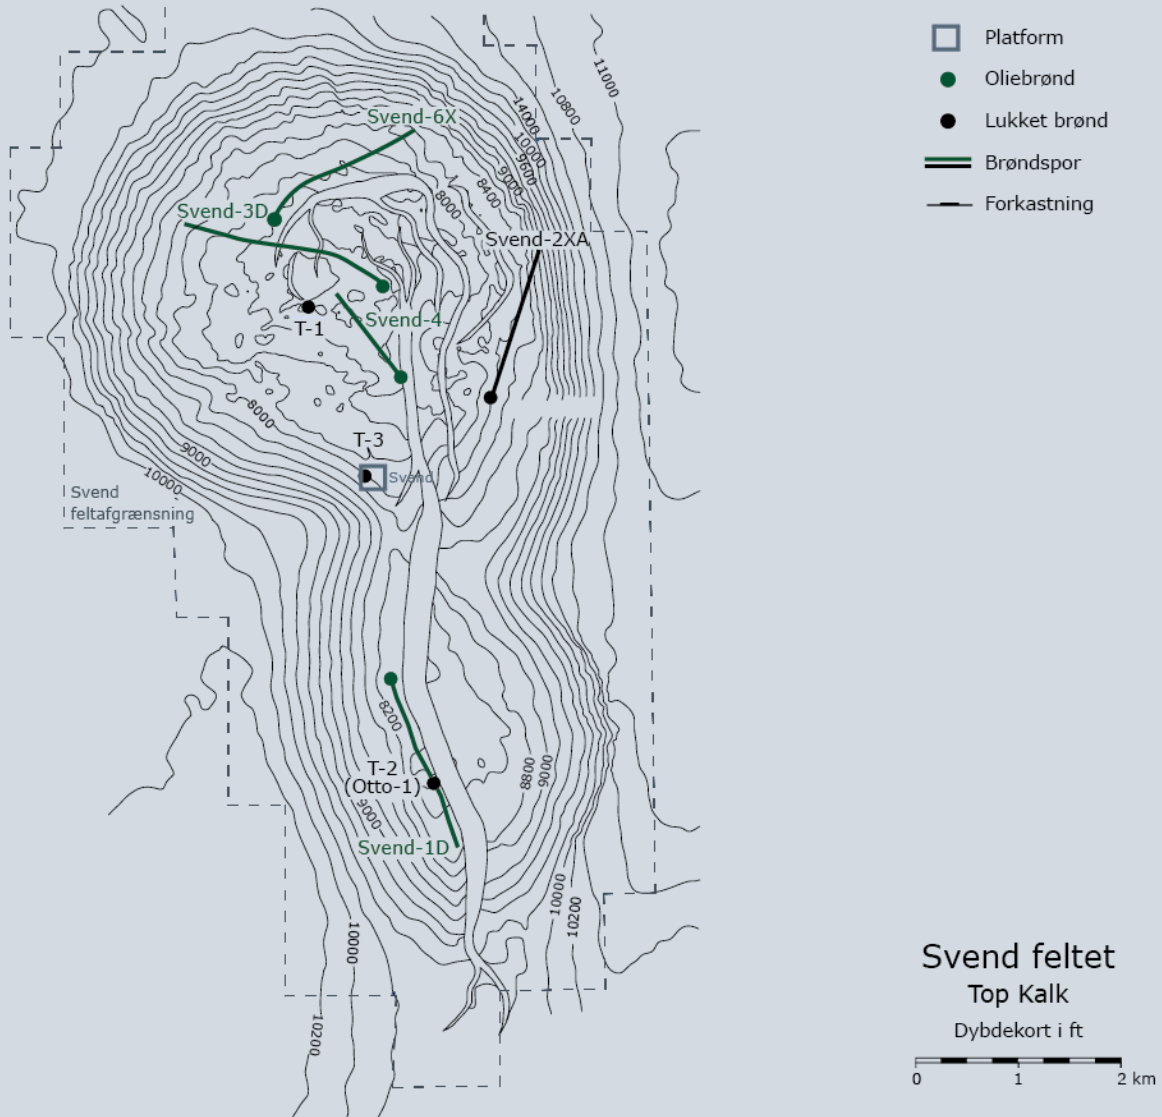 Platform
Oliebrønd
Lukket brønd
Brøndspor
Forkastning
11000
10800
14000
10000
9600
9000
8400
8000
Svend-6X
Svend-3D
Svend-2XA
T-1
Svend-4
8000
9000
10000
T-3
Svend
Svend
feltafgrænsning
8200
T-2
(Otto-1)
9000
8800
9000
Svend-1D
10000
10200
10000
10200
Svend feltet
Top Kalk
Dybdekort i ft
0 1 2 km